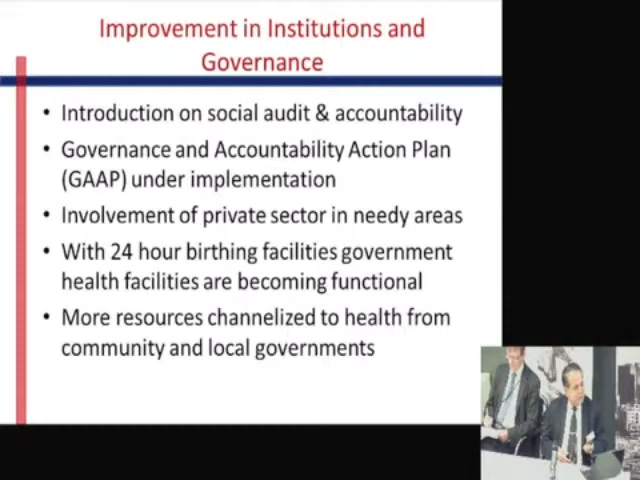 Improvement in Institutions and
Governance
• Introduction on social audit & accountability
• Governance and Accountability Action Plan
(GAAP) under implementation
• Involvement of private sector in needy areas
• With 24 hour birthing facilities government
health facilities are becoming functional
• More resources channelized to health from
community and local governments